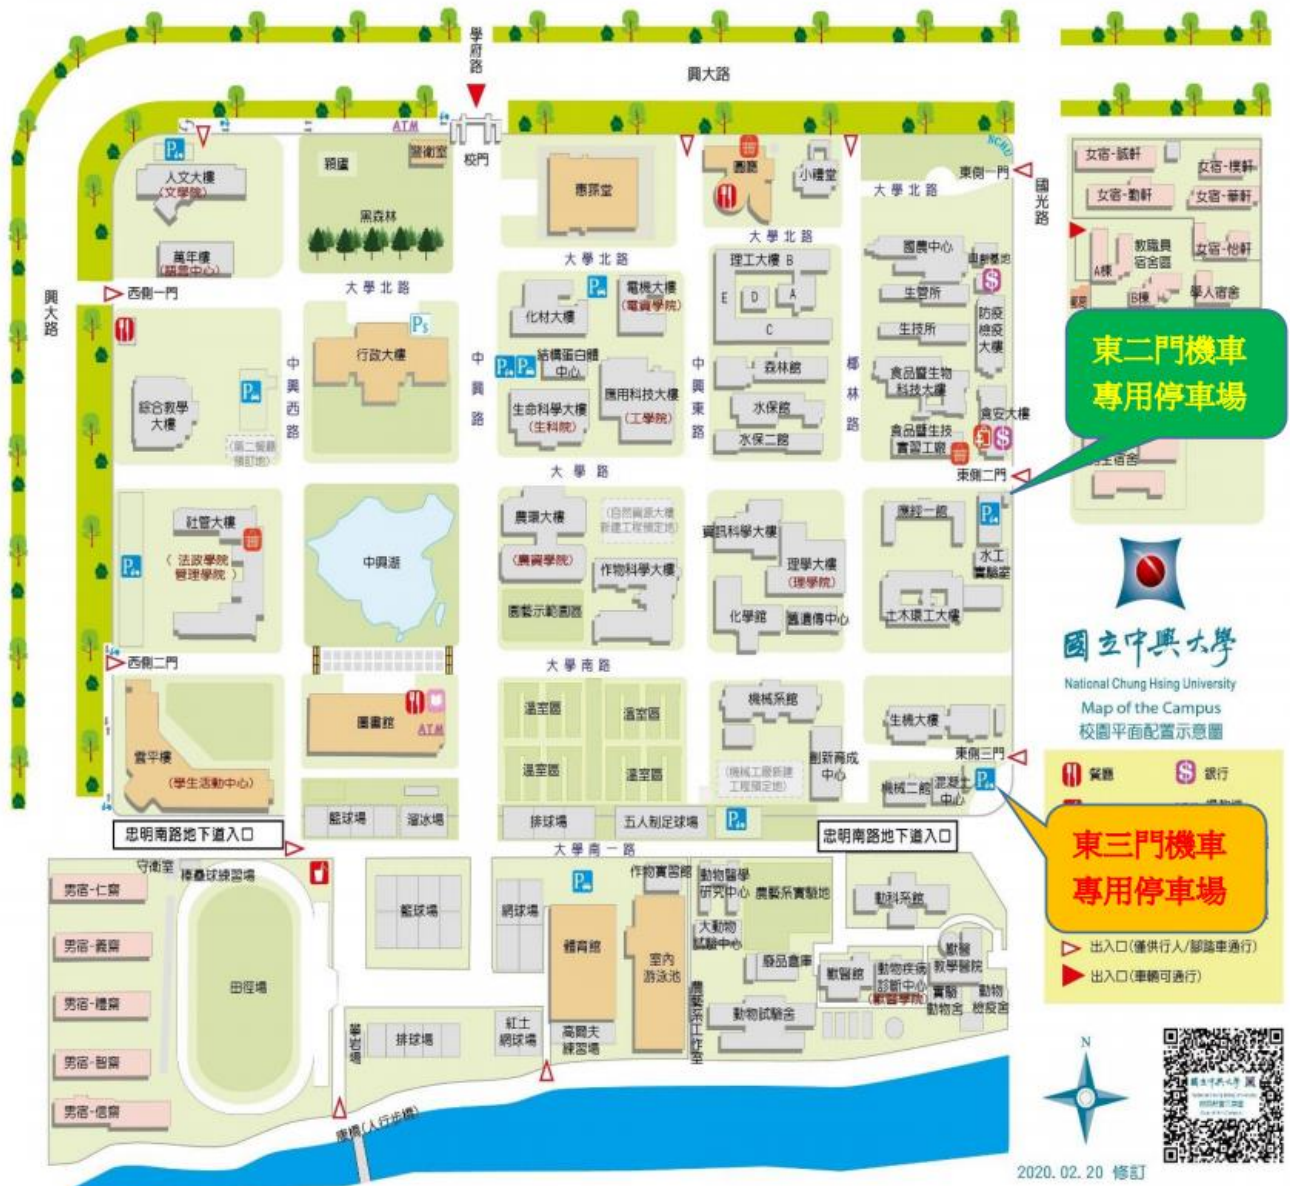 學府路
興大路
ATM
警衛室
校門
穎廬
人文大樓
(文學院)
黑森林
惠蓀堂
圓廳
小禮堂
NCHU
東側一門
國光路
大學北路
女宿-誠軒
女宿-樸軒
女宿-勤軒
女宿-華軒
女宿-怡軒
教職員
宿舍區
A棟
B棟
學人宿舍
萬年樓
(語言中心)
西側一門
興大路
大學北路
大學北路
大學北路
化材大樓
電機大樓
(電資學院)
理工大樓 B
E
D
A
C
國農中心
生管所
生技所
防疫
檢疫
大樓
東二門機車
專用停車場
中興西路
行政大樓
中興路
結構蛋白體
中心
生命科學大樓
(生科院)
應用科技大樓
(工學院)
中興東路
森林館
水保館
水保二館
椰林路
食品暨生物
科技大樓
食品暨生技
實習工廠
食安大樓
綜合教學
大樓
(第二餐廳
預訂地)
大學路
東側二門
社管大樓
(法政學院
管理學院)
中興湖
農環大樓
(農資學院)
(自然資源大樓
新建工程預定地)
作物科學大樓
園藝示範園區
資訊科學大樓
理學大樓
(理學院)
化學館
舊遺傳中心
應經一館
水工
實驗室
土木環工大樓
國立中興大學
National Chung Hsing University
Map of the Campus
校園平面配置示意圖
西側二門
大學南路
雲平樓
(學生活動中心)
圖書館
ATM
溫室區
溫室區
溫室區
溫室區
機械系館
創新育成
中心
(機械工廠新建
工程預定地)
生機大樓
東側三門
機械二館
混凝土
中心
餐廳
銀行
東三門機車
專用停車場
出入口(僅供行人/腳踏車通行)
出入口(車輛可通行)
籃球場
溜冰場
排球場
五人制足球場
忠明南路地下道入口
忠明南路地下道入口
大學南一路
守衛室
棒壘球練習場
男宿-仁齋
男宿-義齋
男宿-禮齋
男宿-智齋
男宿-信齋
田徑場
攀岩場
籃球場
排球場
網球場
紅土
網球場
體育館
高爾夫
練習場
作物實習館
室內
游泳池
農藝系工作室
動物醫學
研究中心
大動物
試驗中心
農藝系實驗地
廢品倉庫
動物試驗舍
動科系館
獸醫館
動物疾病
診斷中心
(獸醫學院)
獸醫
教學醫院
實驗
動物舍
動物
檢疫舍
康橋(人行步橋)
N
2020.02.20 修訂